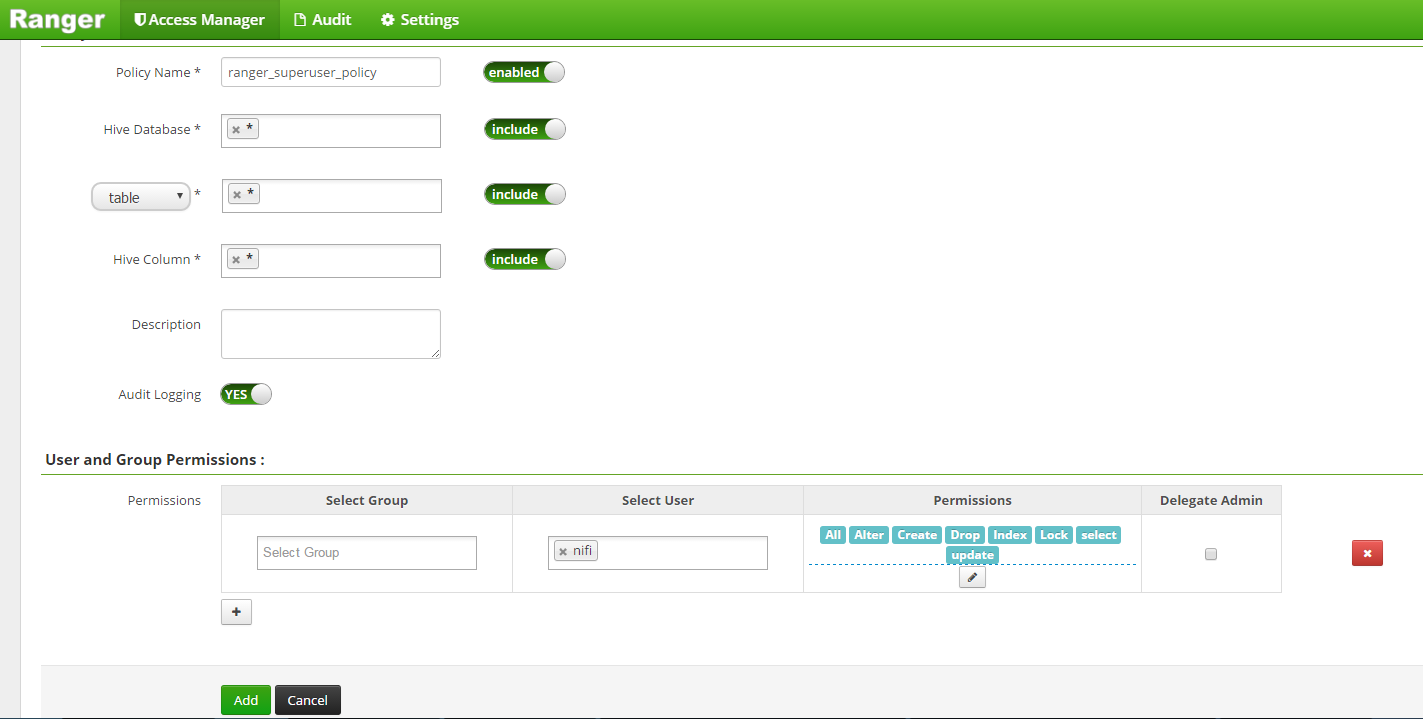 Ranger Access Manager Audit Settings
Policy Name * ranger_superuser_policy enabled
Hive Database * × * include
table * × * include
Hive Column * × * include
Description
Audit Logging YES
User and Group Permissions :
Permissions Select Group Select User Permissions Delegate Admin
Select Group × nifi All Alter Create Drop Index Lock select
update
+
Add Cancel